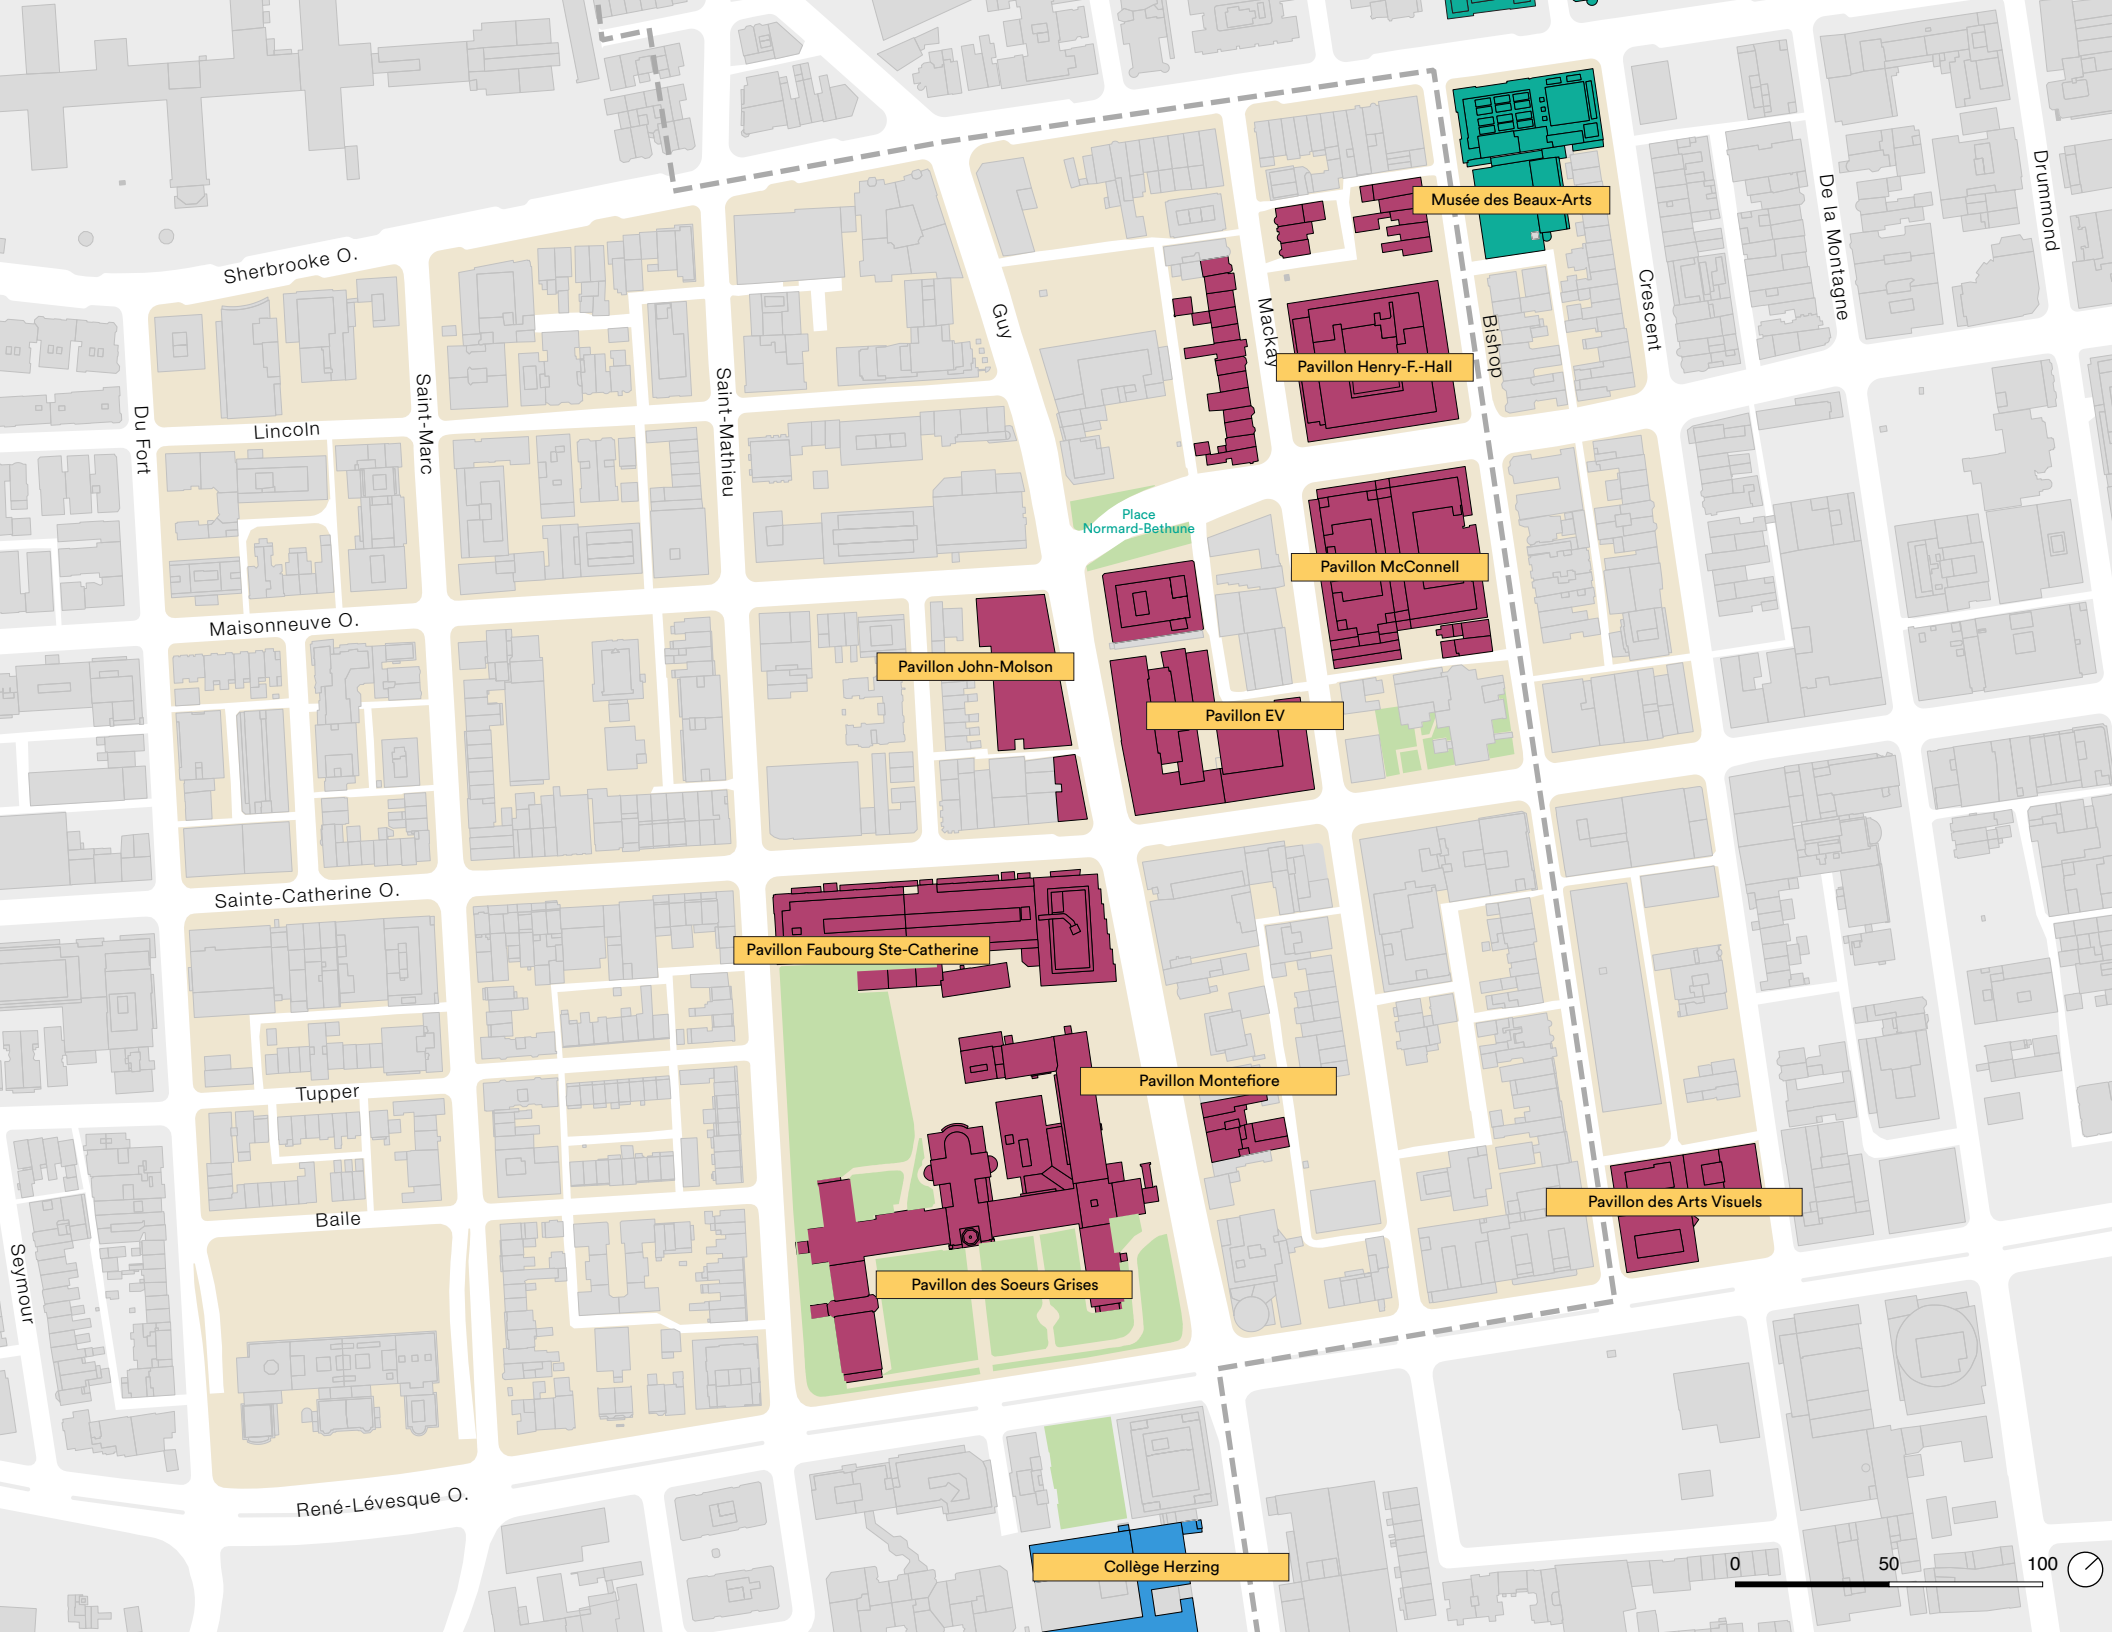 Musée des Beaux-Arts
Drummond
De la Montagne
Sherbrooke O.
Crescent
Guy
Mackay
Bishop
Pavillon Henry-F.-Hall
Saint-Marc
Saint-Mathieu
Du Fort
Lincoln
Place
Normard-Bethune
Pavillon McConnell
Maisonneuve O.
Pavillon John-Molson
Pavillon EV
Sainte-Catherine O.
Pavillon Faubourg Ste-Catherine
Tupper
Pavillon Montefiore
Pavillon des Arts Visuels
Baile
Seymour
Pavillon des Soeurs Grises
René-Lévesque O.
Collège Herzing
0 50 100